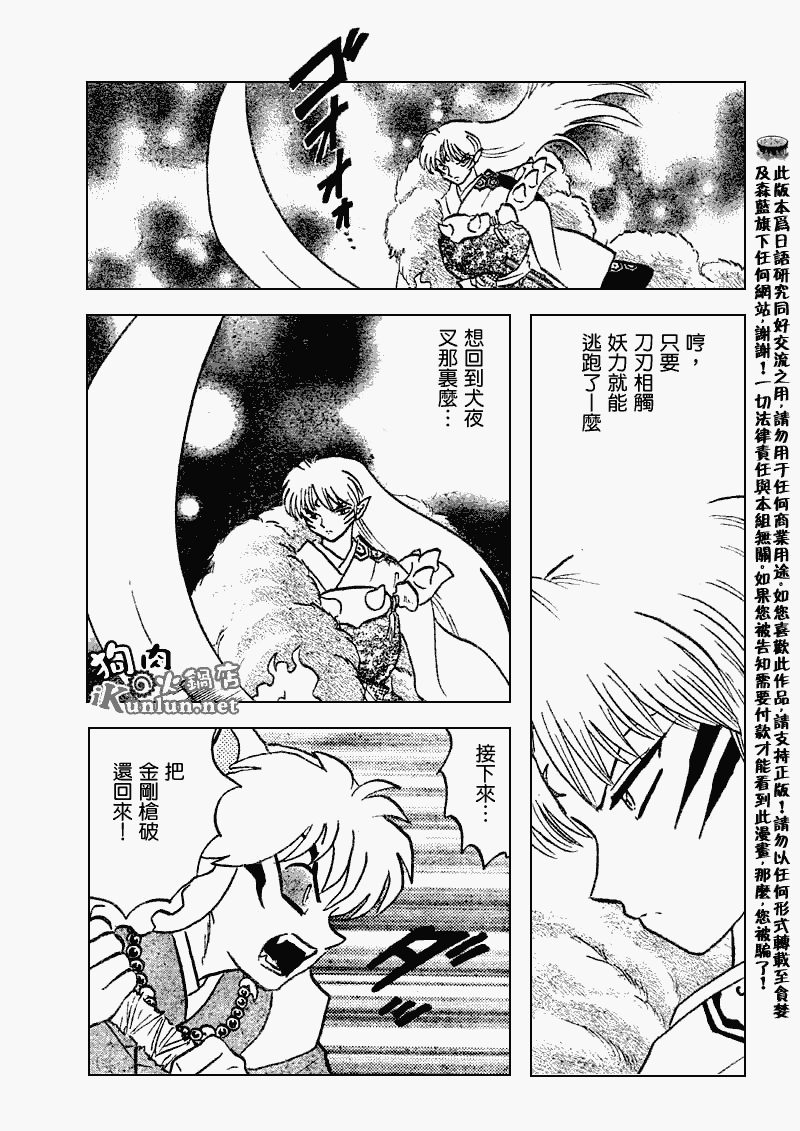 ゴオオオ…
哼，
只要
刀刃相觸
妖力就能
逃跑了—麼
想回到犬夜
叉那裏麼…
接下來…
把
金剛槍破
還回來！
ダッ
狗肉
火鍋店
iKunlun.net
此版本爲日語研究同好交流之用，請勿用于任何商業用途。如您喜歡此作品，請支持正版！請勿以任何形式轉載至貪婪
及森藍旗下任何網站，謝謝！一切法律責任與本組無關。如果您被告知需要付款才能看到此漫畫，那麼，您被騙了！